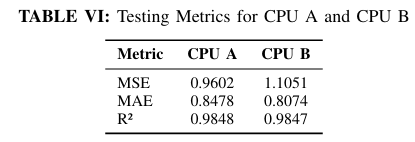 TABLE VI: Testing Metrics for CPU A and CPU B
Metric CPU A CPU B
MSE 0.9602 1.1051
MAE 0.8478 0.8074
R² 0.9848 0.9847